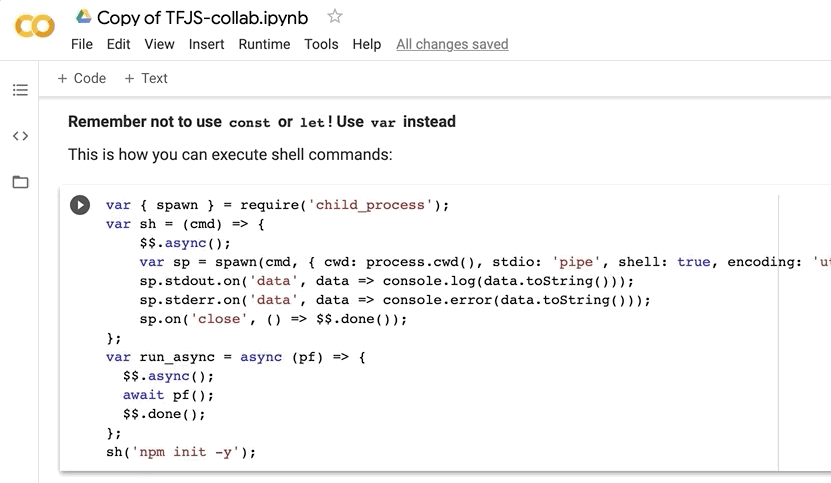 Copy of TFJS-collab.ipynb
File Edit View Insert Runtime Tools Help All changes saved
+ Code + Text
Remember not to use const or let! Use var instead
This is how you can execute shell commands:
var { spawn } = require('child_process');
var sh = (cmd) => {
    $$.async();
    var sp = spawn(cmd, { cwd: process.cwd(), stdio: 'pipe', shell: true, encoding: 'ut
    sp.stdout.on('data', data => console.log(data.toString()));
    sp.stderr.on('data', data => console.error(data.toString()));
    sp.on('close', () => $$.done());
};
var run_async = async (pf) => {
  $$.async();
  await pf();
  $$.done();
};
sh('npm init -y');